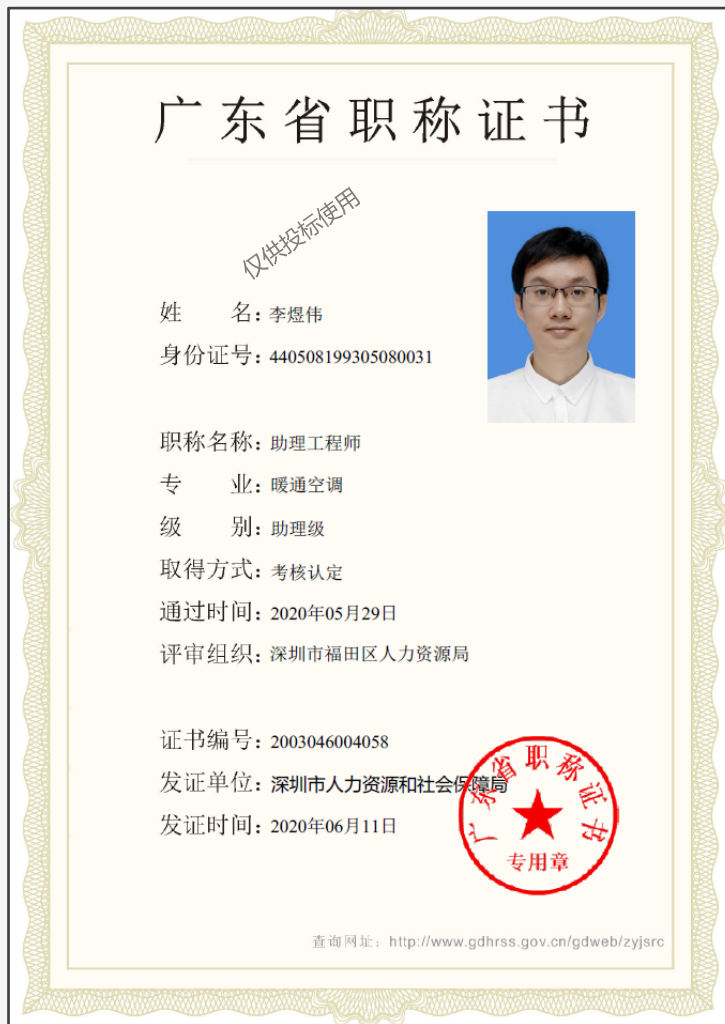 广东省职称证书
仅供投标使用
姓 名：李煜伟
身份证号：440508199305080031
职称名称：助理工程师
专 业：暖通空调
级 别：助理级
取得方式：考核认定
通过时间：2020年05月29日
评审组织：深圳市福田区人力资源局
证书编号：2003046004058
发证单位：深圳市人力资源和社会保障局
发证时间：2020年06月11日
广东省职称证书
专用章
查询网址：http://www.gdhrss.gov.cn/gdweb/zyjsrc